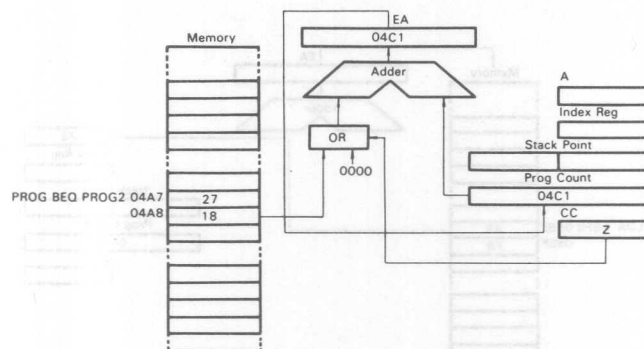 EA
Memory
04C1
Adder
A
Index Reg
OR
Stack Point
0000
Prog Count
PROG BEQ PROG2 04A7 27
04C1
04A8 18
CC
Z